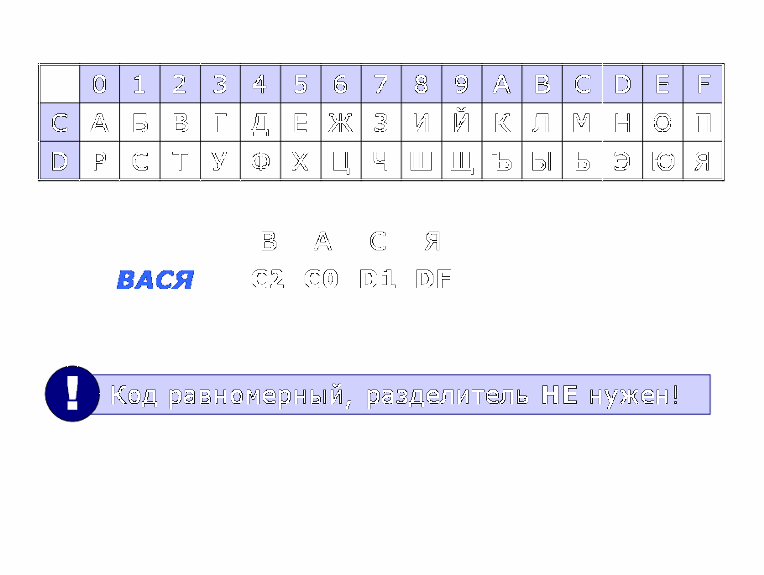 0 1 2 3 4 5 6 7 8 9 A B C D E F
C А Б В Г Д Е Ж З И Й К Л М Н О П
D Р С Т У Ф Х Ц Ч Ш Щ Ъ Ы Ь Э Ю Я
В А С Я
ВАСЯ C2 C0 D1 DF
! Код равномерный, разделитель НЕ нужен!